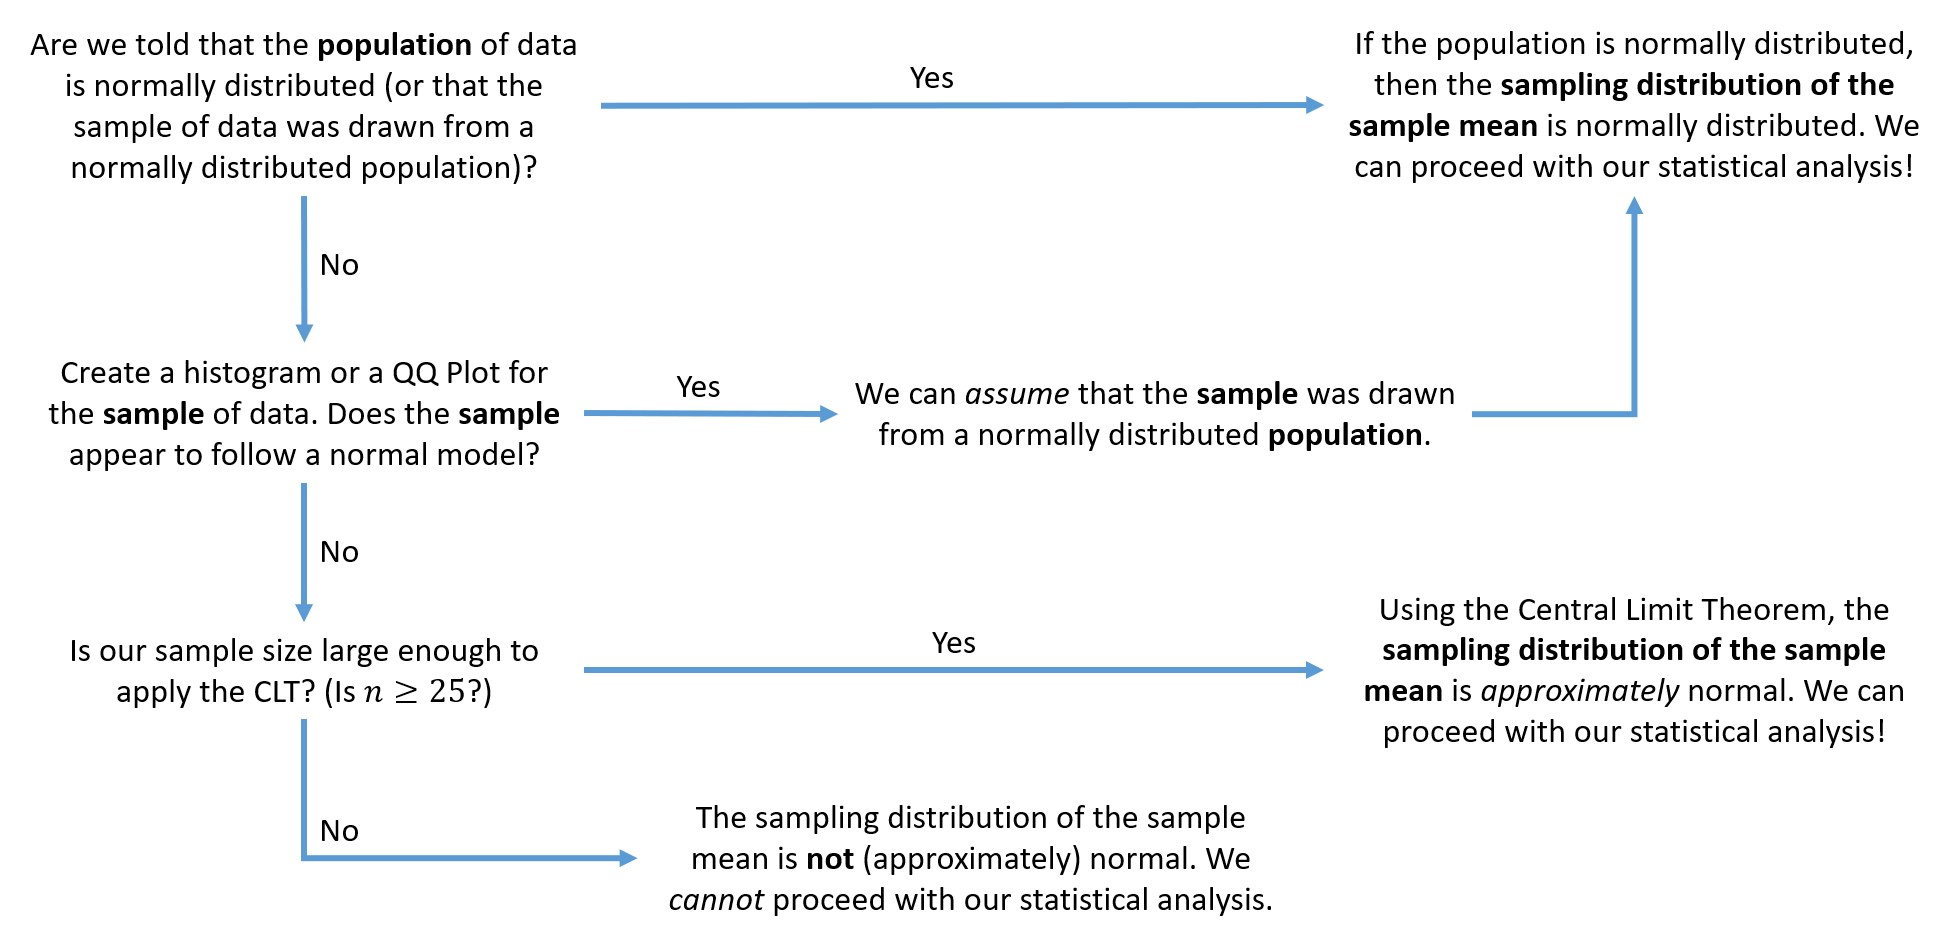 Are we told that the population of data
is normally distributed (or that the
sample of data was drawn from a
normally distributed population)?
Yes
If the population is normally distributed,
then the sampling distribution of the
sample mean is normally distributed. We
can proceed with our statistical analysis!
No
Create a histogram or a QQ Plot for
the sample of data. Does the sample
appear to follow a normal model?
Yes
We can assume that the sample was drawn
from a normally distributed population.
No
Is our sample size large enough to
apply the CLT? (Is n ≥ 25?)
Yes
Using the Central Limit Theorem, the
sampling distribution of the sample
mean is approximately normal. We can
proceed with our statistical analysis!
No
The sampling distribution of the sample
mean is not (approximately) normal. We
cannot proceed with our statistical analysis.